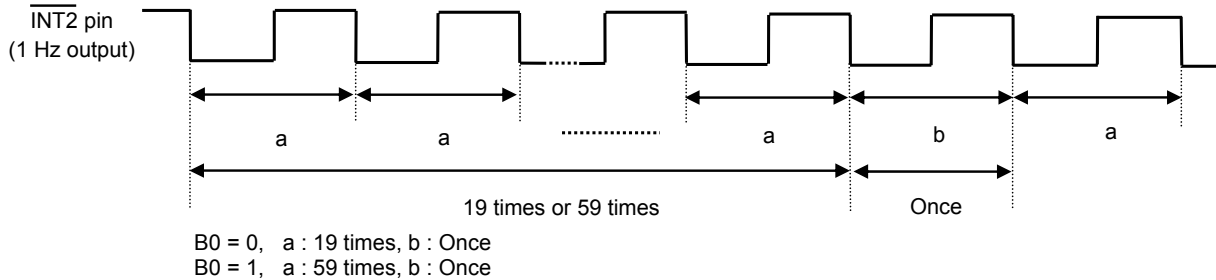 INT2 pin
(1 Hz output)
a
a
a
b
a
19 times or 59 times
Once
B0 = 0, a : 19 times, b : Once
B0 = 1, a : 59 times, b : Once